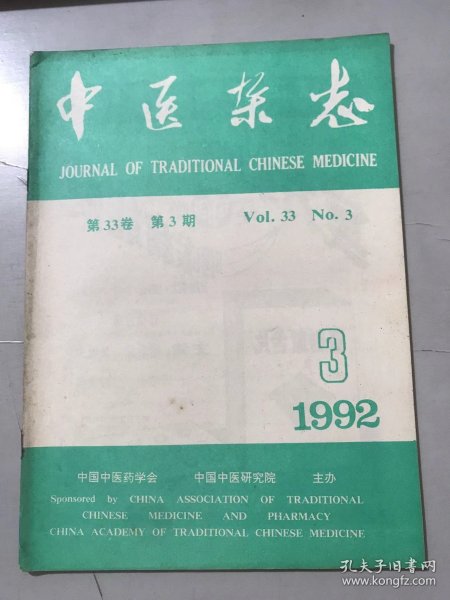 中医杂志
JOURNAL OF TRADITIONAL CHINESE MEDICINE
第33卷 第3期 Vol. 33 No. 3
3
1992
中国中医药学会 中国中医研究院 主办
Sponsored by CHINA ASSOCIATION OF TRADITIONAL
CHINESE MEDICINE AND PHARMACY
CHINA ACADEMY OF TRADITIONAL CHINESE MEDICINE
孔夫子旧书网
www.kongfz.com